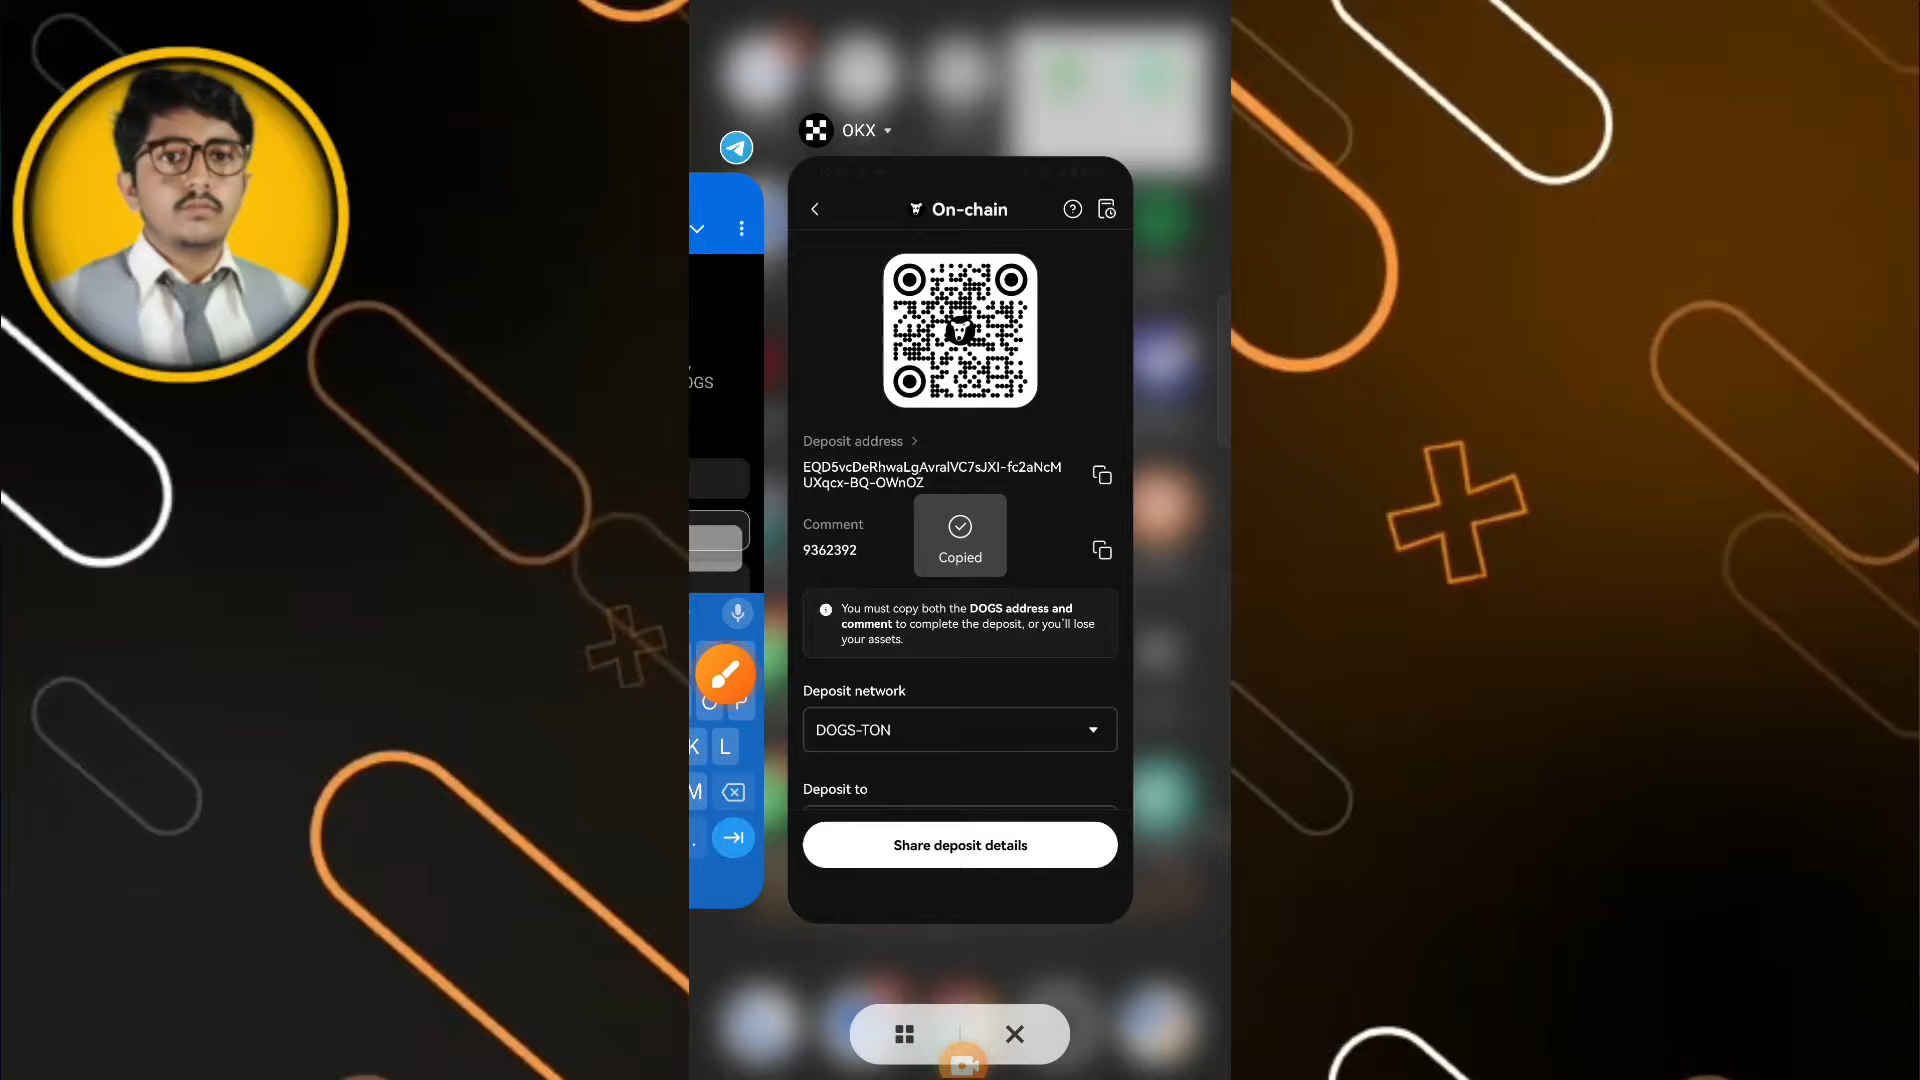 OKX
On-chain
OGS
Deposit address
EQD5vcDeRhwaLgAvralVC7sJXI-fc2aNcM
UXqcx-BQ-OWnOZ
Comment
9362392
Copied
You must copy both the DOGS address and
comment to complete the deposit, or you'll lose
your assets.
Deposit network
DOGS-TON
Deposit to
Share deposit details
O P
K L
M